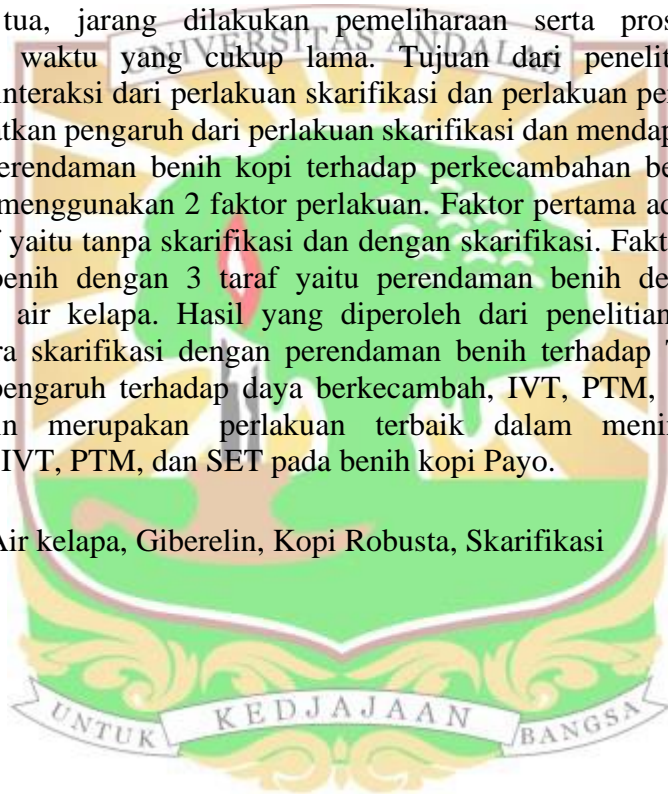 tua, jarang dilakukan pemeliharaan serta pros
waktu yang cukup lama. Tujuan dari penelit
interaksi dari perlakuan skarifikasi dan perlakuan pe
atkan pengaruh dari perlakuan skarifikasi dan mendap
erendaman benih kopi terhadap perkecambahan be
menggunakan 2 faktor perlakuan. Faktor pertama ad
f yaitu tanpa skarifikasi dan dengan skarifikasi. Fakt
benih dengan 3 taraf yaitu perendaman benih de
air kelapa. Hasil yang diperoleh dari penelitian
ra skarifikasi dengan perendaman benih terhadap
pengaruh terhadap daya berkecambah, IVT, PTM,
in merupakan perlakuan terbaik dalam meni
IVT, PTM, dan SET pada benih kopi Payo.
Air kelapa, Giberelin, Kopi Robusta, Skarifikasi
UNIVERSITAS ANDALAS
UNTUK KEDJAJAAN BANGSA